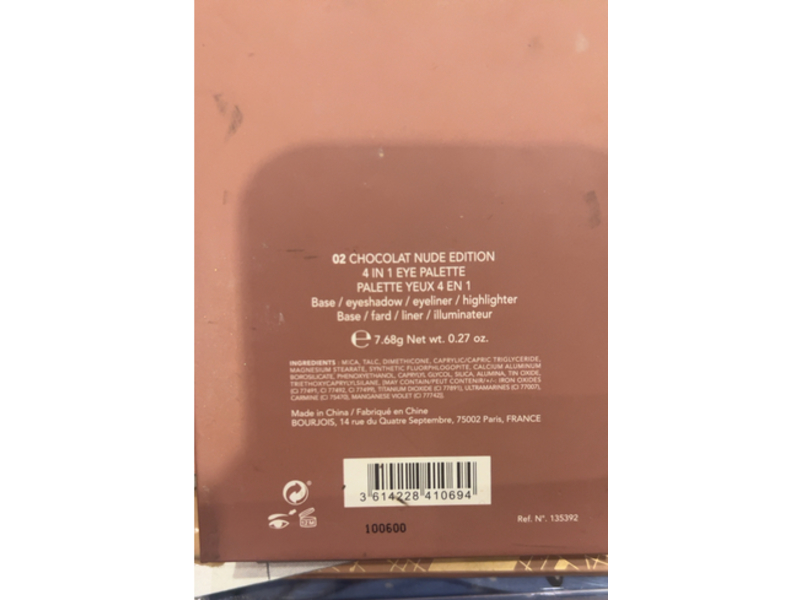 02 CHOCOLAT NUDE EDITION
4 IN 1 EYE PALETTE
PALETTE YEUX 4 EN 1
Base / eyeshadow / eyeliner / highlighter
Base / fard / liner / illuminateur
℮ 7.68g Net wt. 0.27 oz.
INGREDIENTS : MICA, TALC, DIMETHICONE, CAPRYLIC/CAPRIC TRIGLYCERIDE,
MAGNESIUM STEARATE, SYNTHETIC FLUORPHLOGOPITE, CALCIUM ALUMINUM
BOROSILICATE, PHENOXYETHANOL, CAPRYLYL GLYCOL, SILICA, ALUMINA, TIN OXIDE,
TRIETHOXYCAPRYLYLSILANE, [MAY CONTAIN/PEUT CONTENIR/+/-: IRON OXIDES
(CI 77491, CI 77492, CI 77499), TITANIUM DIOXIDE (CI 77891), ULTRAMARINES (CI 77007),
CARMINE (CI 75470), MANGANESE VIOLET (CI 77742)].
Made in China / Fabriqué en Chine
BOURJOIS, 14 rue du Quatre Septembre, 75002 Paris, FRANCE
3 614228 410694
12M
100600
Ref. N°. 135392